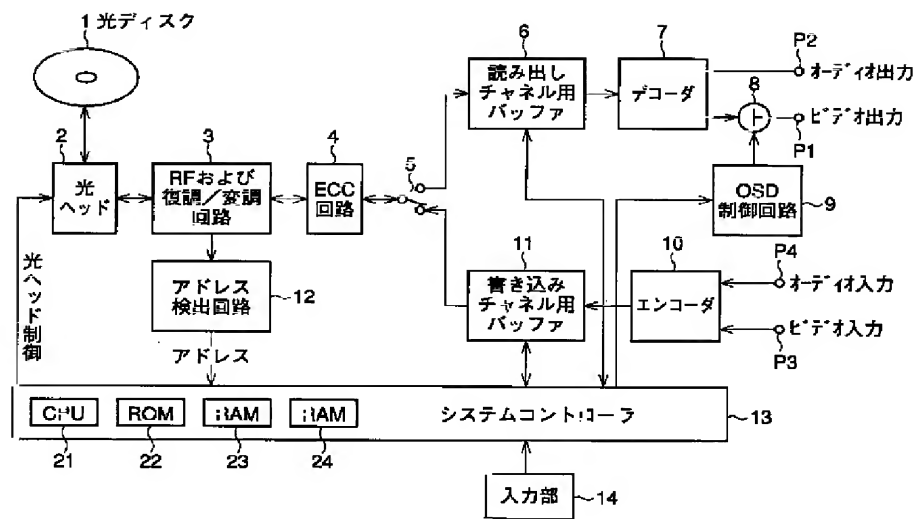 1 光ディスク
2
光
ヘッド
3
RFおよび
復調／変調
回路
4
ECC
回路
5
6
読み出し
チャネル用
バッファ
7
デコーダ
8
P2
オーディオ出力
ビデオ出力
P1
OSD
制御回路
9
10
エンコーダ
P4
オーディオ入力
ビデオ入力
P3
11
書き込み
チャネル用
バッファ
アドレス
検出回路
12
アドレス
光ヘッド制御
CPU
ROM
RAM
RAM
システムコントローラ
13
21
22
23
24
入力部
14